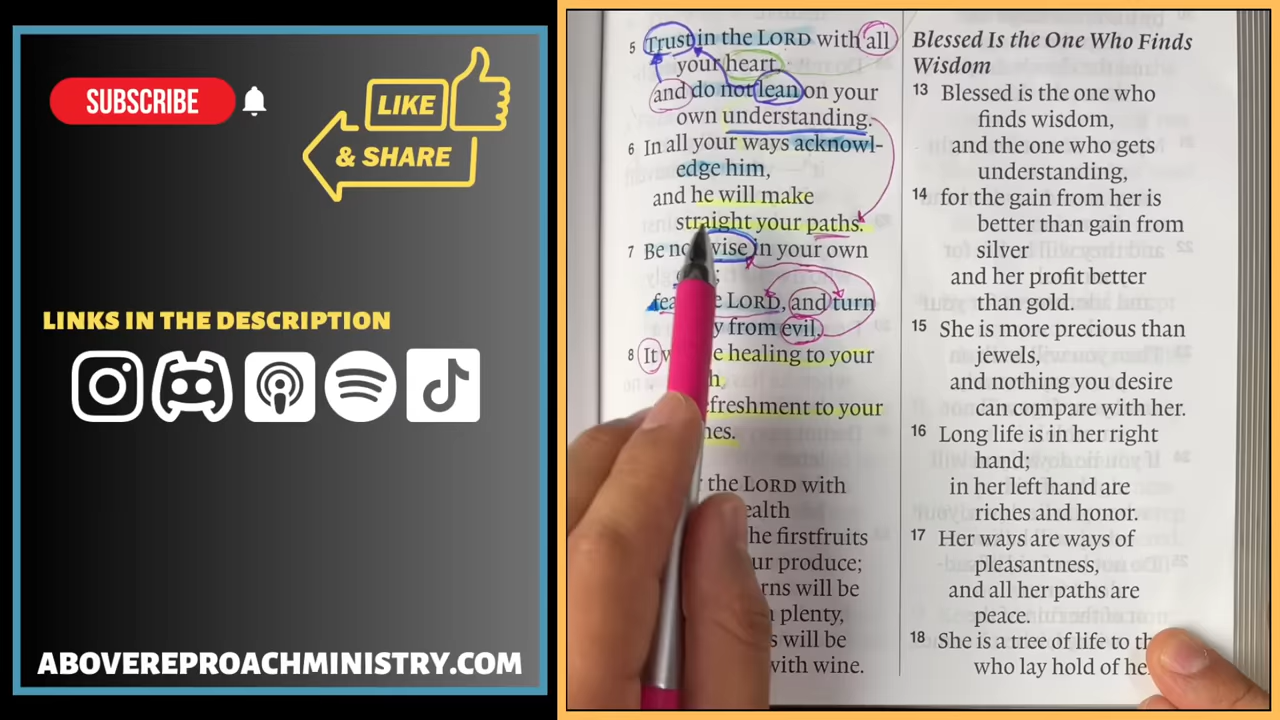 SUBSCRIBE
LIKE
& SHARE
LINKS IN THE DESCRIPTION
ABOVEREPROACHMINISTRY.COM
5 Trust in the LORD with all
your heart,
and do not lean on your
own understanding.
6 In all your ways acknowl-
edge him,
and he will make
straight your paths.
7 Be not wise in your own
fear the LORD, and turn
from evil.
8 It healing to your
refreshment to your
the LORD with
firstfruits
produce;
will be
plenty,
will be
with wine.
Blessed Is the One Who Finds
Wisdom
13 Blessed is the one who
finds wisdom,
and the one who gets
understanding,
14 for the gain from her is
better than gain from
silver
and her profit better
than gold.
15 She is more precious than
jewels,
and nothing you desire
can compare with her.
16 Long life is in her right
hand;
in her left hand are
riches and honor.
17 Her ways are ways of
pleasantness,
and all her paths are
peace.
18 She is a tree of life to
who lay hold of